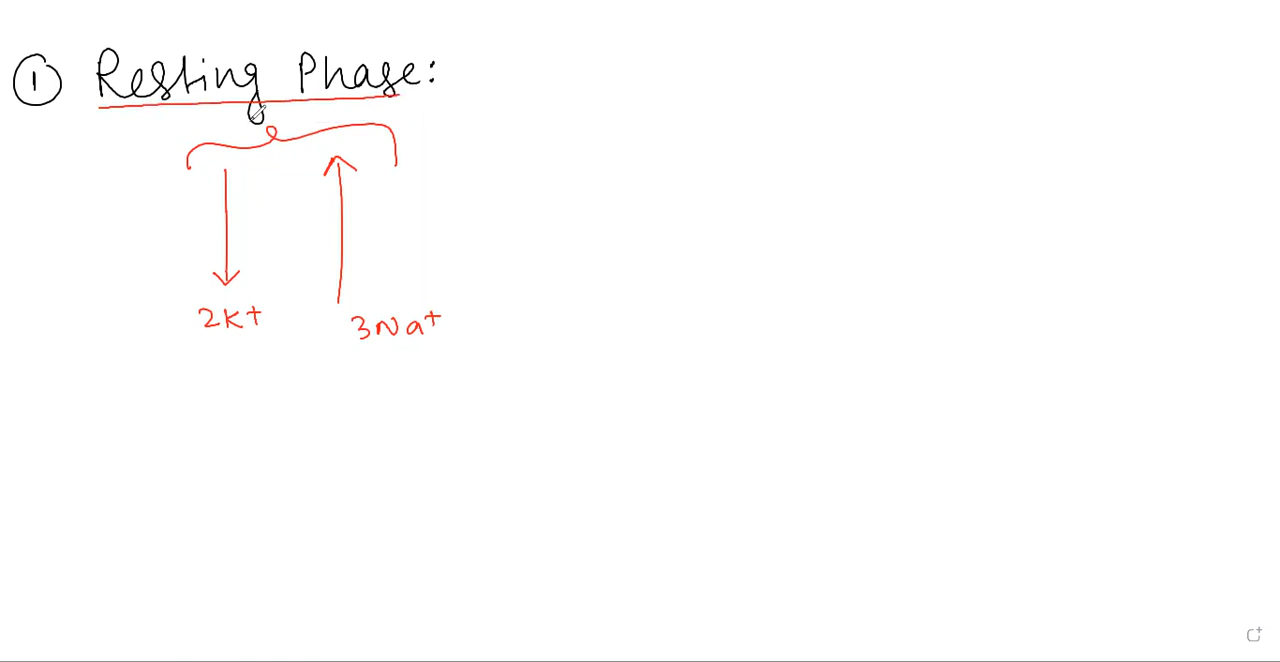 ① Resting Phase:
2K+ 3Na+